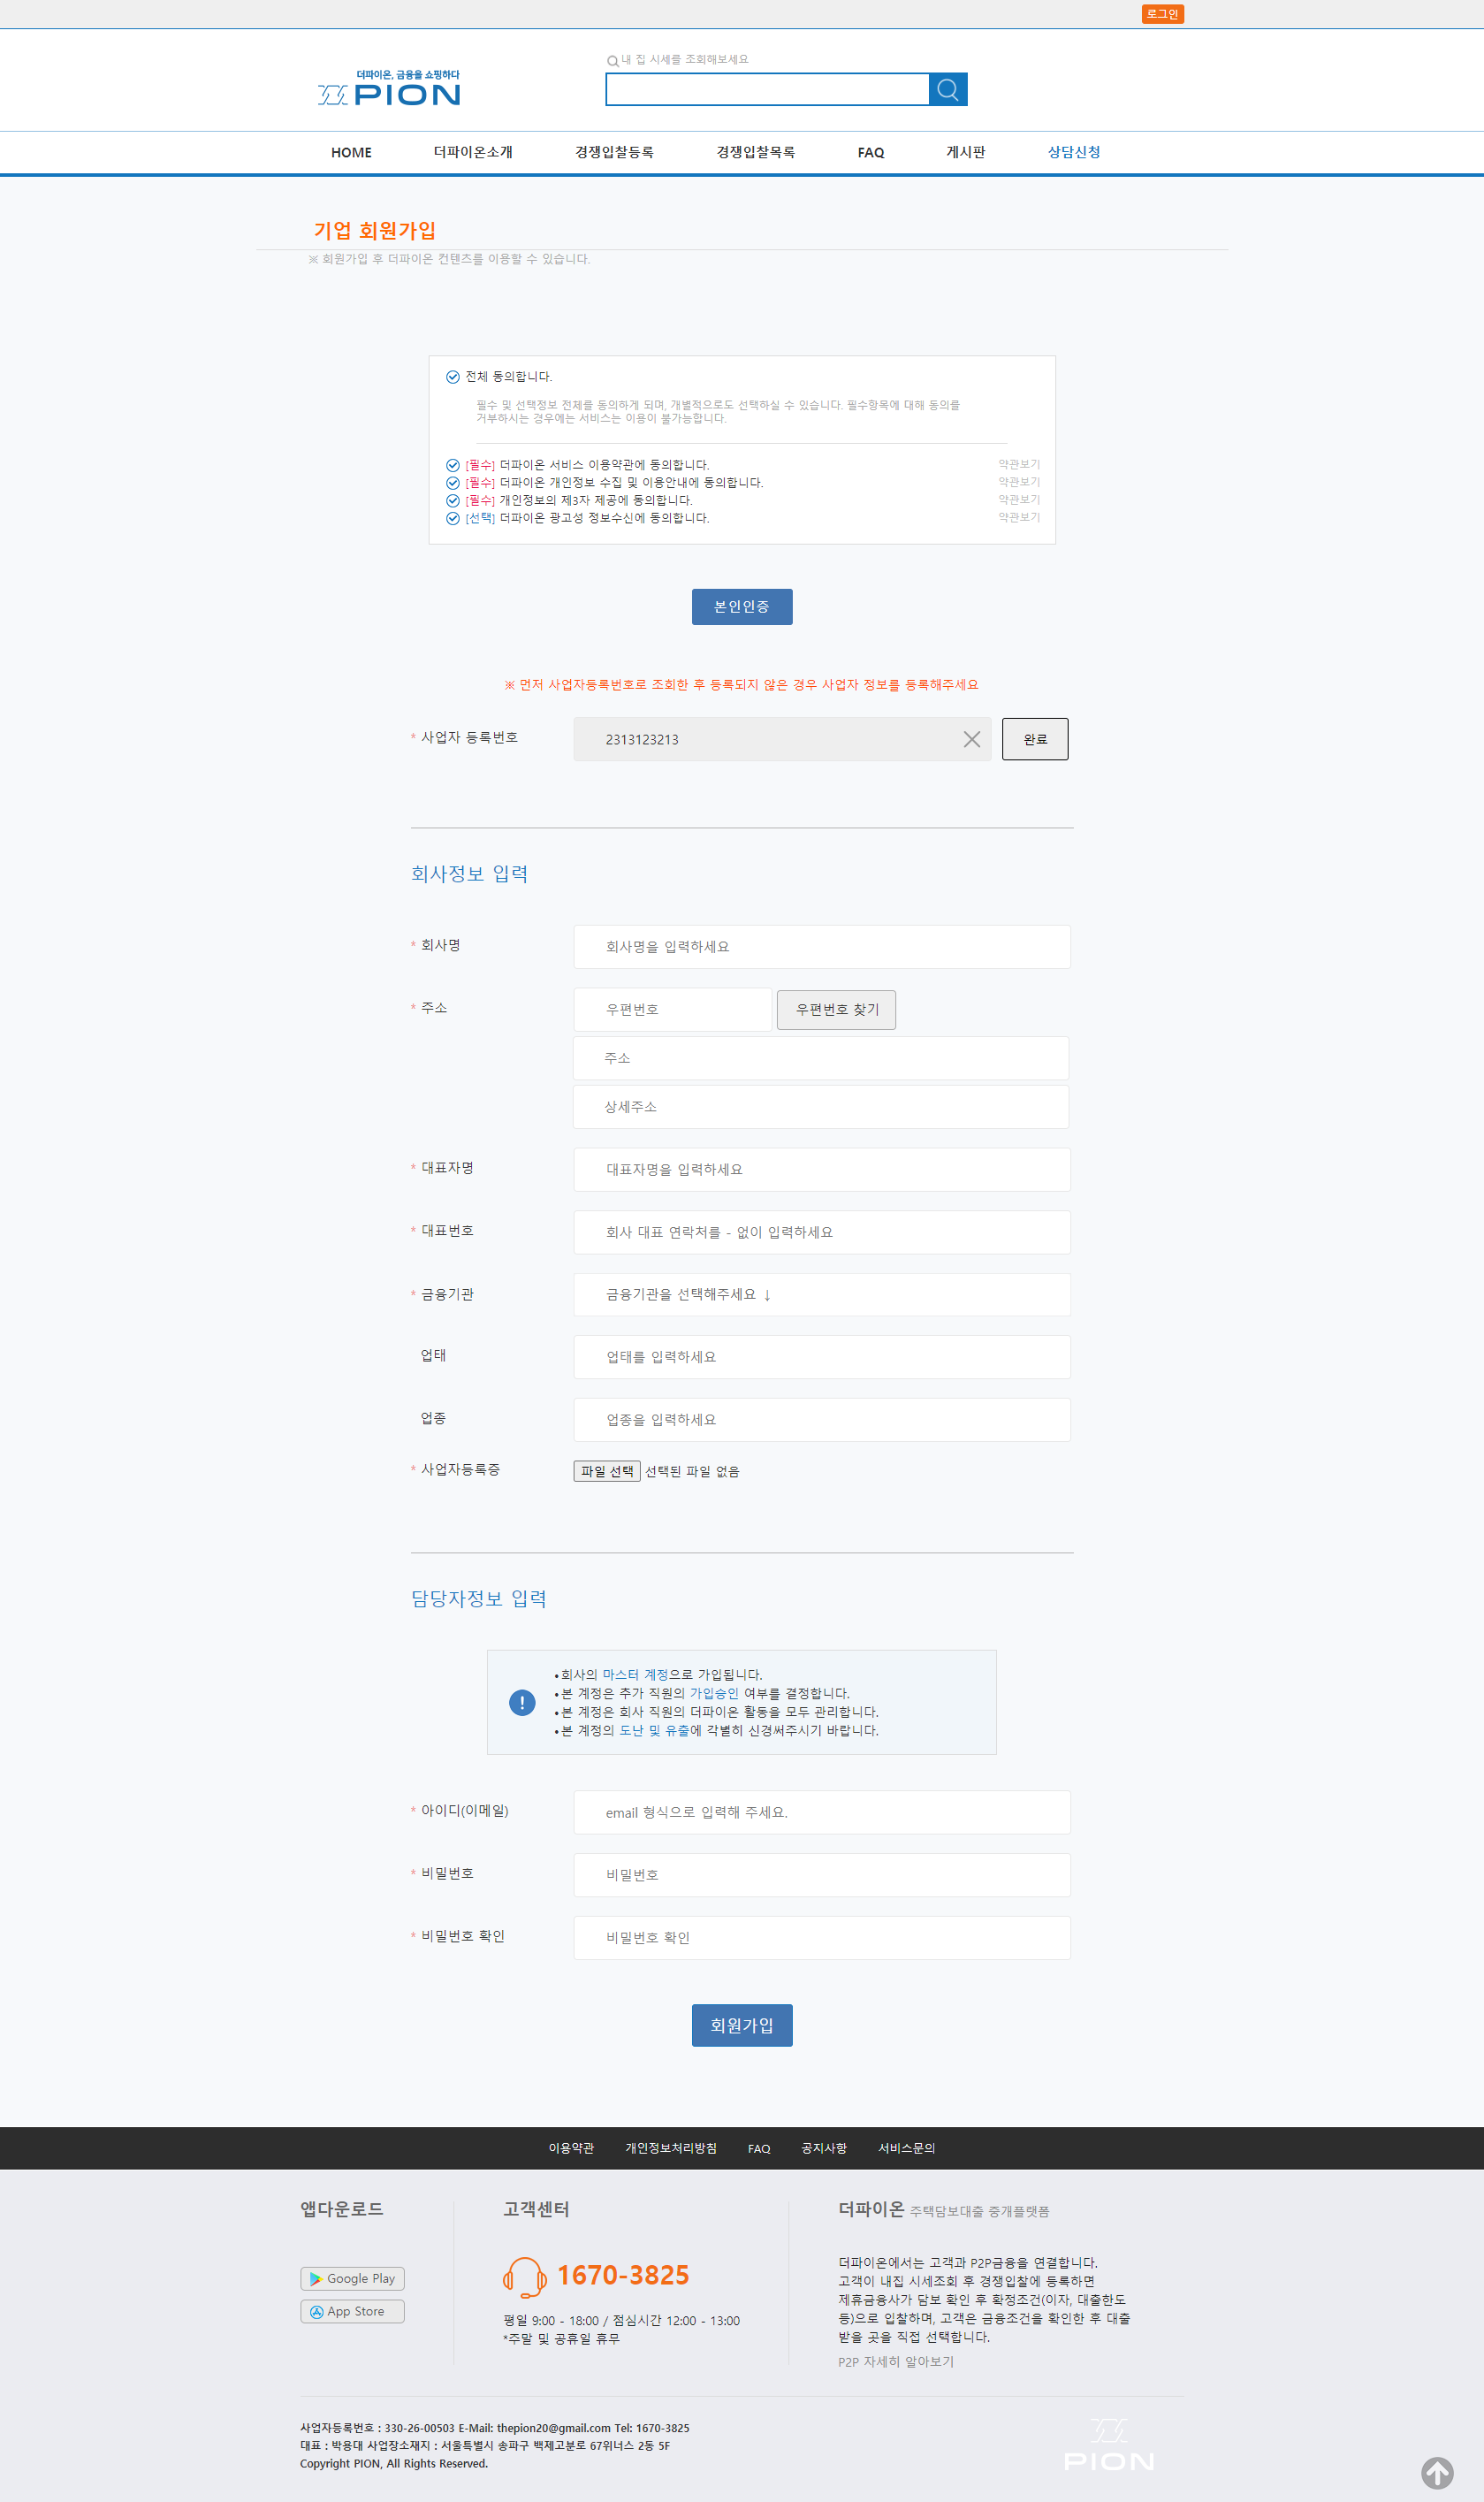 로그인
내 집 시세를 조회해보세요
더파이온, 금융을 쇼핑하다
PION
HOME 더파이온소개 경쟁입찰등록 경쟁입찰목록 FAQ 게시판 상담신청
기업 회원가입
※ 회원가입 후 더파이온 컨텐츠를 이용할 수 있습니다.
전체 동의합니다.
필수 및 선택정보 전체를 동의하게 되며, 개별적으로도 선택하실 수 있습니다. 필수항목에 대해 동의를
거부하시는 경우에는 서비스는 이용이 불가능합니다.
[필수] 더파이온 서비스 이용약관에 동의합니다. 약관보기
[필수] 더파이온 개인정보 수집 및 이용안내에 동의합니다. 약관보기
[필수] 개인정보의 제3자 제공에 동의합니다. 약관보기
[선택] 더파이온 광고성 정보수신에 동의합니다. 약관보기
본인인증
※ 먼저 사업자등록번호로 조회한 후 등록되지 않은 경우 사업자 정보를 등록해주세요
* 사업자 등록번호 2313123213 완료
회사정보 입력
* 회사명 회사명을 입력하세요
* 주소 우편번호 우편번호 찾기
주소
상세주소
* 대표자명 대표자명을 입력하세요
* 대표번호 회사 대표 연락처를 - 없이 입력하세요
* 금융기관 금융기관을 선택해주세요 ↓
업태 업태를 입력하세요
업종 업종을 입력하세요
* 사업자등록증 파일 선택 선택된 파일 없음
담당자정보 입력
• 회사의 마스터 계정으로 가입됩니다.
• 본 계정은 추가 직원의 가입승인 여부를 결정합니다.
• 본 계정은 회사 직원의 더파이온 활동을 모두 관리합니다.
• 본 계정의 도난 및 유출에 각별히 신경써주시기 바랍니다.
* 아이디(이메일) email 형식으로 입력해 주세요.
* 비밀번호 비밀번호
* 비밀번호 확인 비밀번호 확인
회원가입
이용약관 개인정보처리방침 FAQ 공지사항 서비스문의
앱다운로드
Google Play
App Store
고객센터
1670-3825
평일 9:00 - 18:00 / 점심시간 12:00 - 13:00
*주말 및 공휴일 휴무
더파이온 주택담보대출 중개플랫폼
더파이온에서는 고객과 P2P금융을 연결합니다.
고객이 내집 시세조회 후 경쟁입찰에 등록하면
제휴금융사가 담보 확인 후 확정조건(이자, 대출한도
등)으로 입찰하며, 고객은 금융조건을 확인한 후 대출
받을 곳을 직접 선택합니다.
P2P 자세히 알아보기
사업자등록번호 : 330-26-00503 E-Mail: thepion20@gmail.com Tel: 1670-3825
대표 : 박용대 사업장소재지 : 서울특별시 송파구 백제고분로 67위너스 2동 5F
Copyright PION, All Rights Reserved.
PION